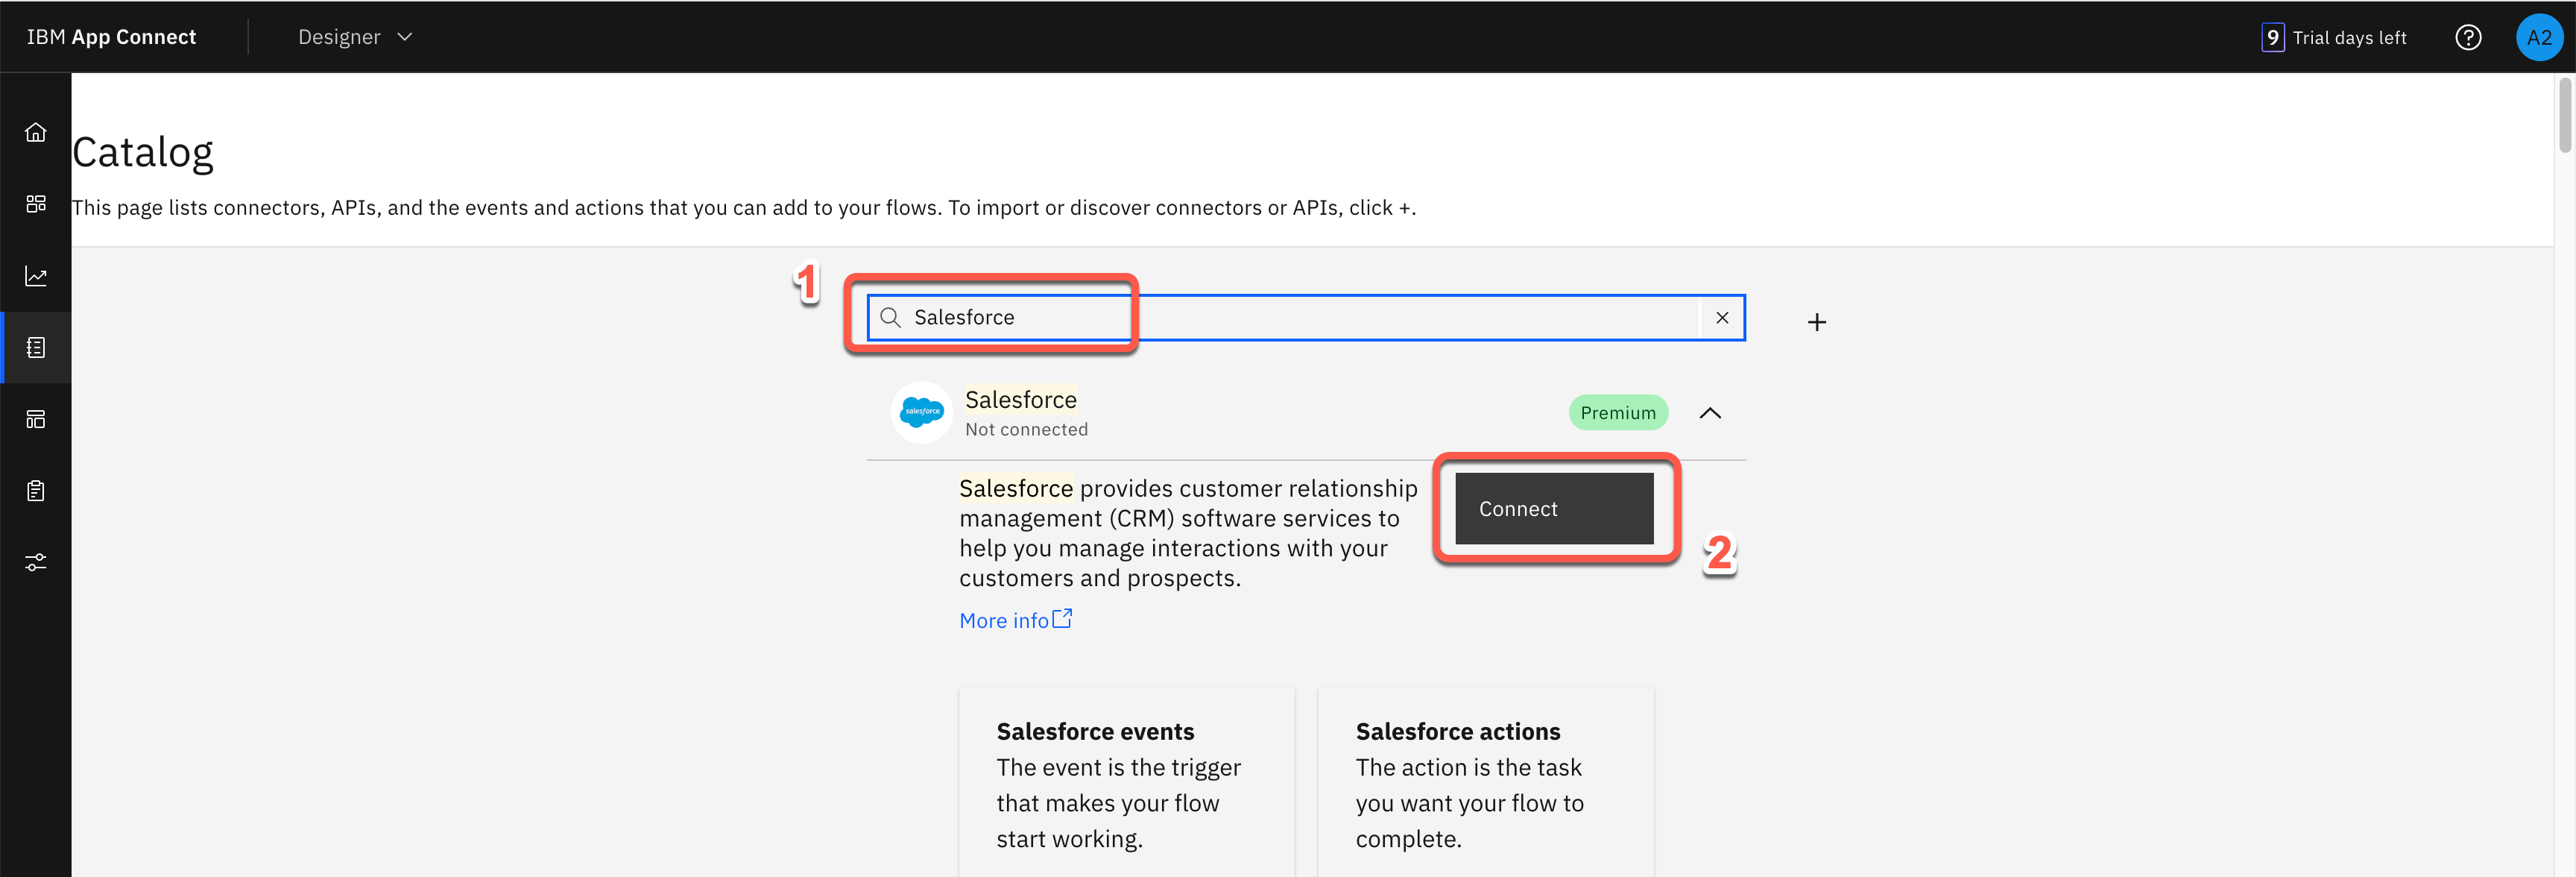 IBM App Connect
Designer
9 Trial days left
A2
Catalog
This page lists connectors, APIs, and the events and actions that you can add to your flows. To import or discover connectors or APIs, click +.
1
Salesforce
salesforce
Salesforce
Not connected
Premium
Salesforce provides customer relationship
management (CRM) software services to
help you manage interactions with your
customers and prospects.
Connect
2
More info
Salesforce events
The event is the trigger
that makes your flow
start working.
Salesforce actions
The action is the task
you want your flow to
complete.